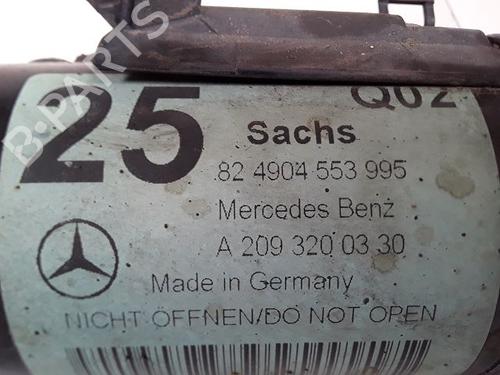 25
Q02
Sachs
82 4904 553 995
Mercedes Benz
A 209 320 03 30
Made in Germany
NICHT ÖFFNEN/DO NOT OPEN
B-PARTS